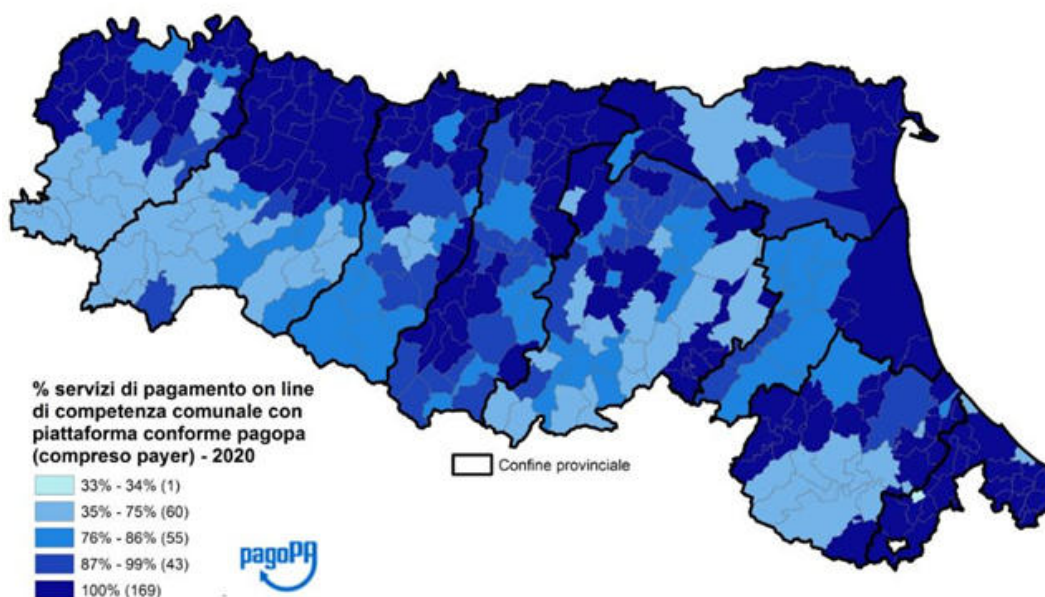 % servizi di pagamento on line
di competenza comunale con
piattaforma conforme pagopa
(compreso payer) - 2020
33% - 34% (1)
35% - 75% (60)
76% - 86% (55)
87% - 99% (43)
100% (169)
Confine provinciale
pagoPA